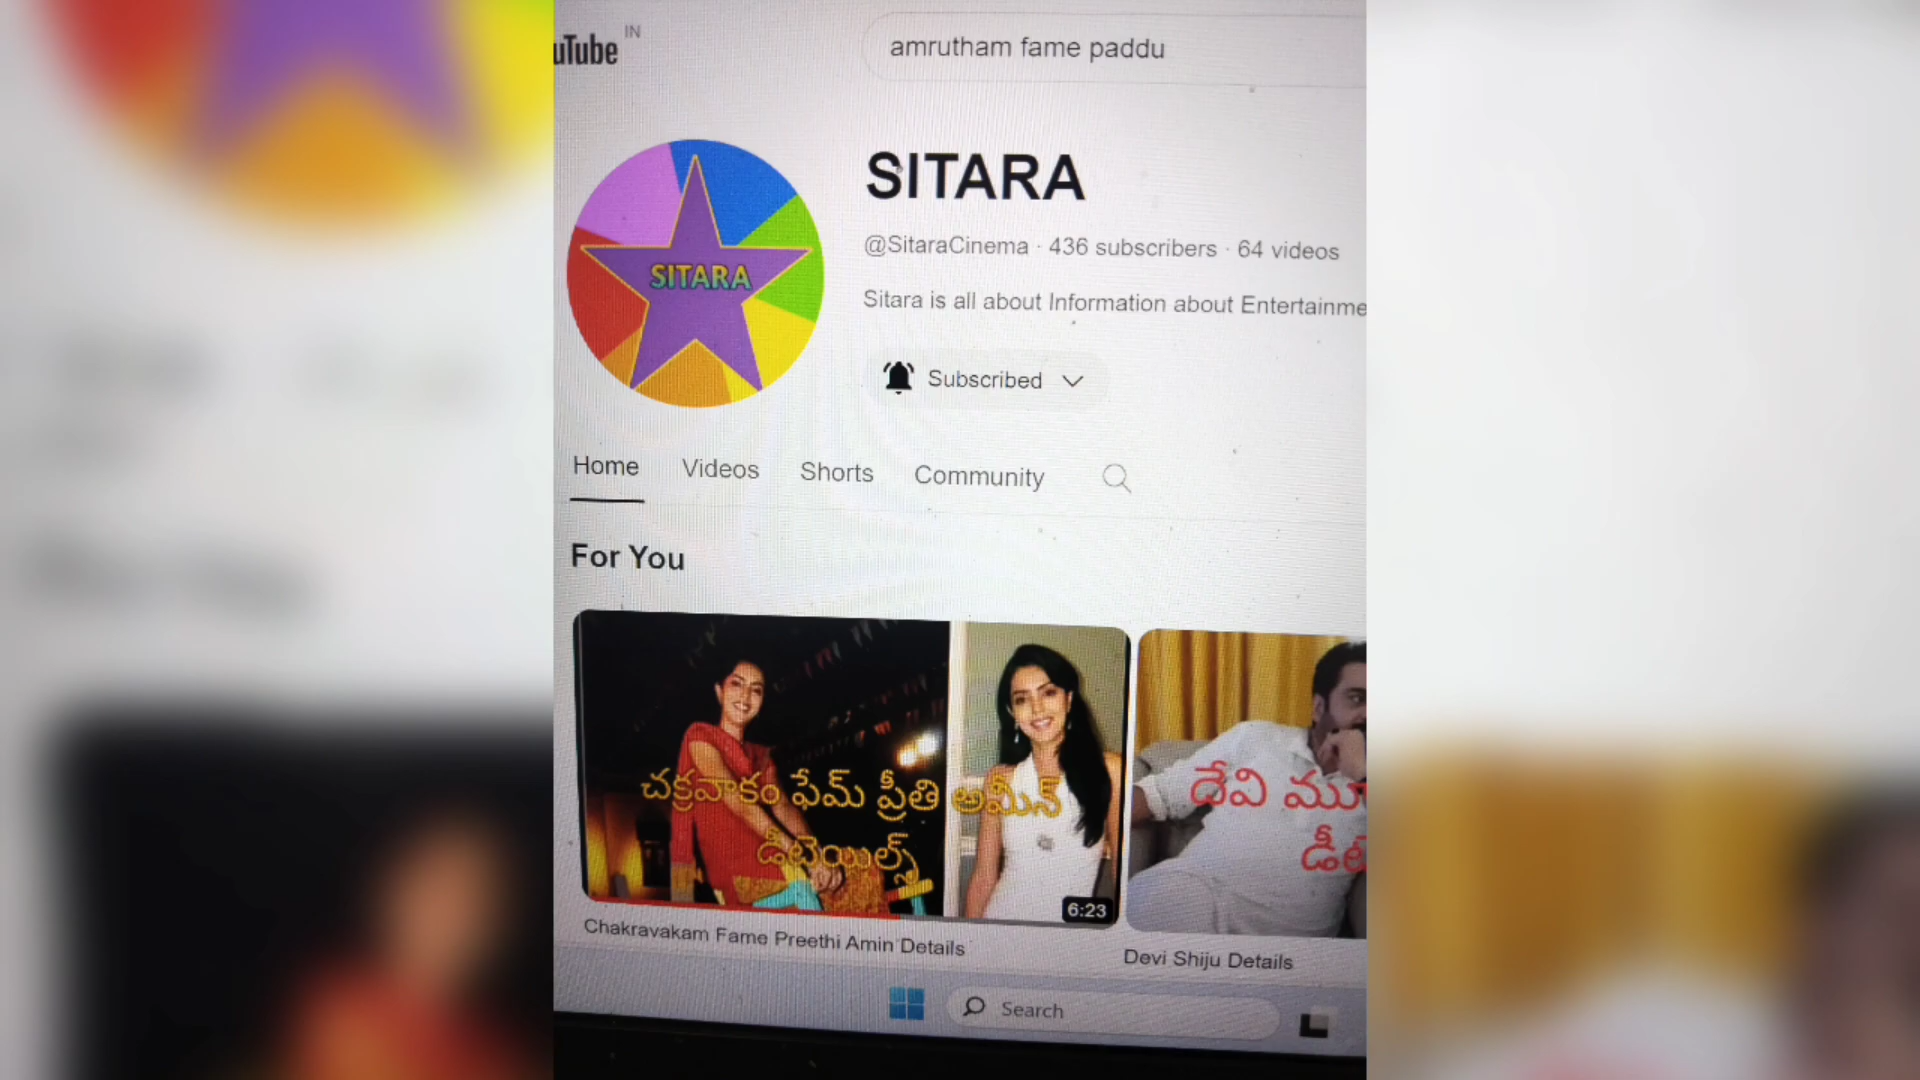 uTube IN
amrutham fame paddu
SITARA
SITARA
@SitaraCinema · 436 subscribers · 64 videos
Sitara is all about Information about Entertainme
Subscribed
Home Videos Shorts Community
For You
చక్రవాకం ఫేమ్ ప్రీతి అమీన్
డీటెయిల్స్
6:23
దేవి మూ
డీట
Chakravakam Fame Preethi Amin Details
Devi Shiju Details
Search